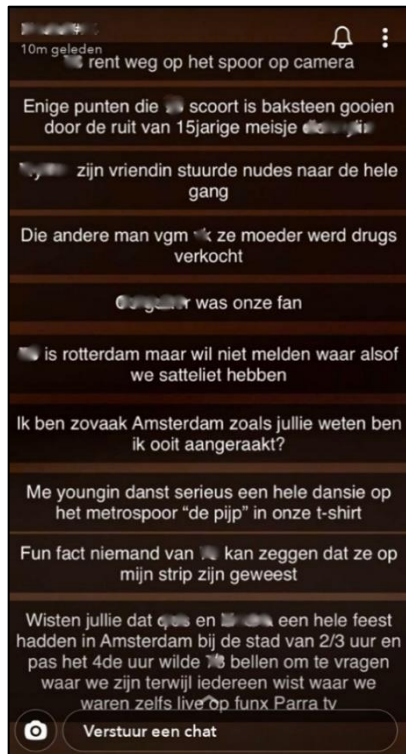 10m geleden
rent weg op het spoor op camera
Enige punten die scoort is baksteen gooien
door de ruit van 15jarige meisje
zijn vriendin stuurde nudes naar de hele
gang
Die andere man vgm ze moeder werd drugs
verkocht
was onze fan
is rotterdam maar wil niet melden waar alsof
we satteliet hebben
Ik ben zovaak Amsterdam zoals jullie weten ben
ik ooit aangeraakt?
Me youngin danst serieus een hele dansie op
het metrospoor “de pijp” in onze t-shirt
Fun fact niemand van kan zeggen dat ze op
mijn strip zijn geweest
Wisten jullie dat en een hele feest
hadden in Amsterdam bij de stad van 2/3 uur en
pas het 4de uur wilde bellen om te vragen
waar we zijn terwijl iedereen wist waar we
waren zelfs live op funx Parra tv
Verstuur een chat